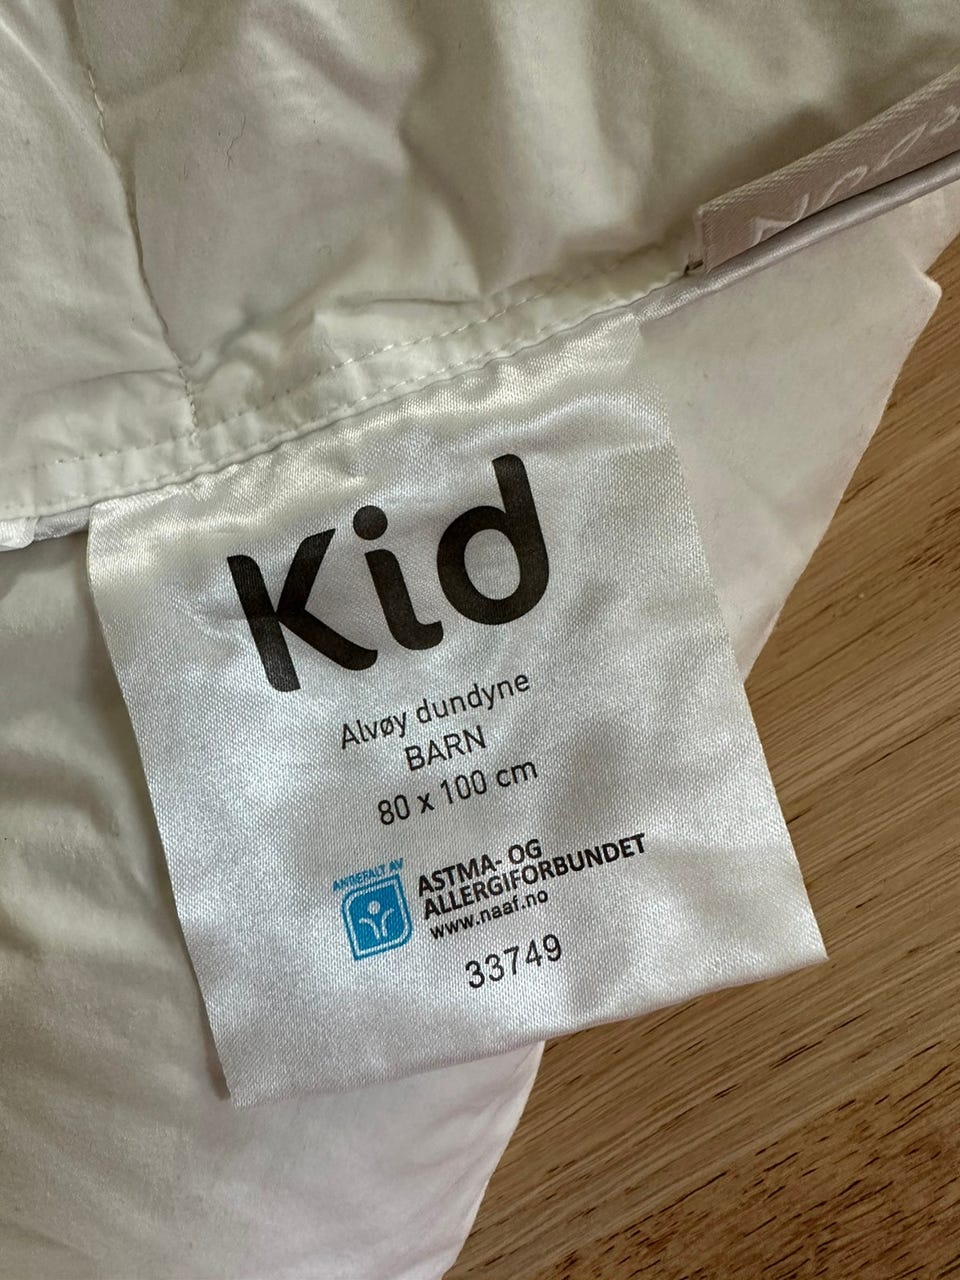 Kid
Alvøy dundyne
BARN
80 x 100 cm
ANBEFALT AV
ASTMA- OG
ALLERGIFORBUNDET
www.naaf.no
33749